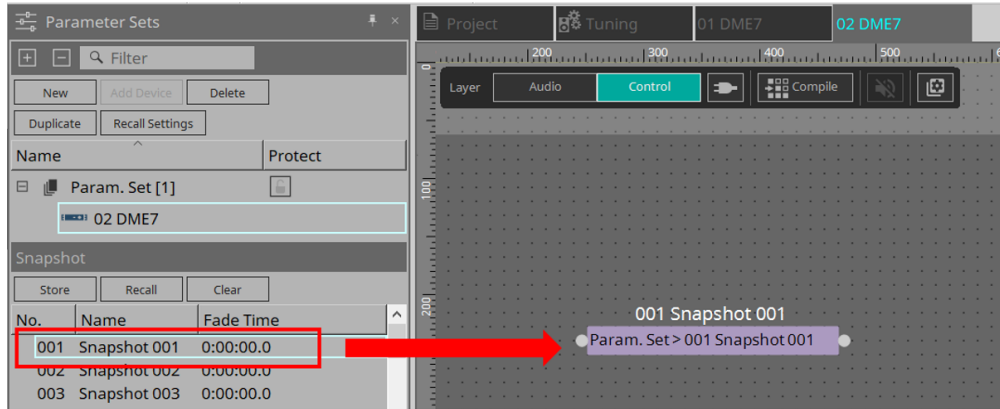 Parameter Sets
Filter
New Add Device Delete
Duplicate Recall Settings
Name Protect
Param. Set [1]
02 DME7
Snapshot
Store Recall Clear
No. Name Fade Time
001 Snapshot 001 0:00:00.0
002 Snapshot 002 0:00:00.0
003 Snapshot 003 0:00:00.0
Project Tuning 01 DME7 02 DME7
200 300 400 500
Layer Audio Control Compile
0
100
200
001 Snapshot 001
Param. Set > 001 Snapshot 001